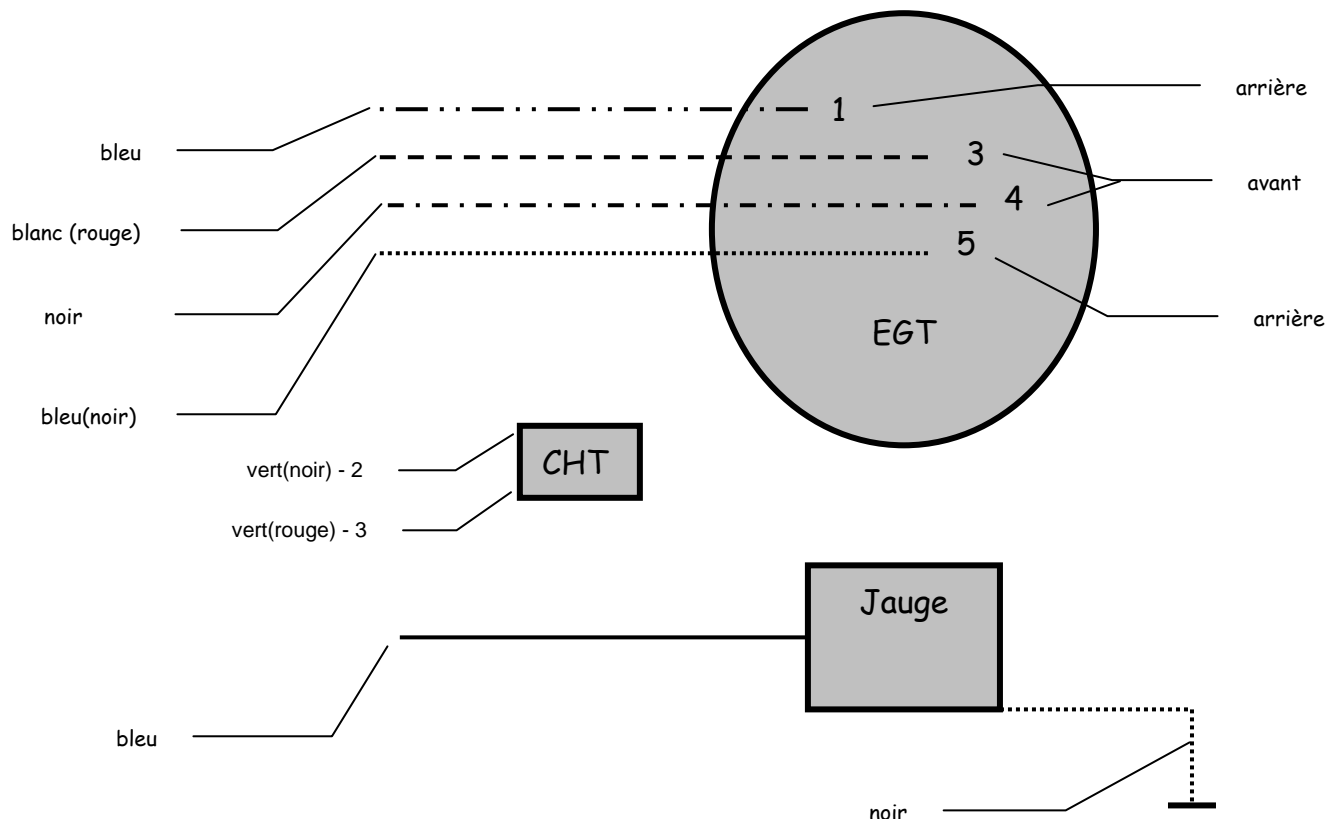 arrière
1
bleu
3
avant
4
blanc (rouge)
5
noir
arrière
EGT
bleu(noir)
CHT
vert(noir) - 2
vert(rouge) - 3
Jauge
bleu
noir